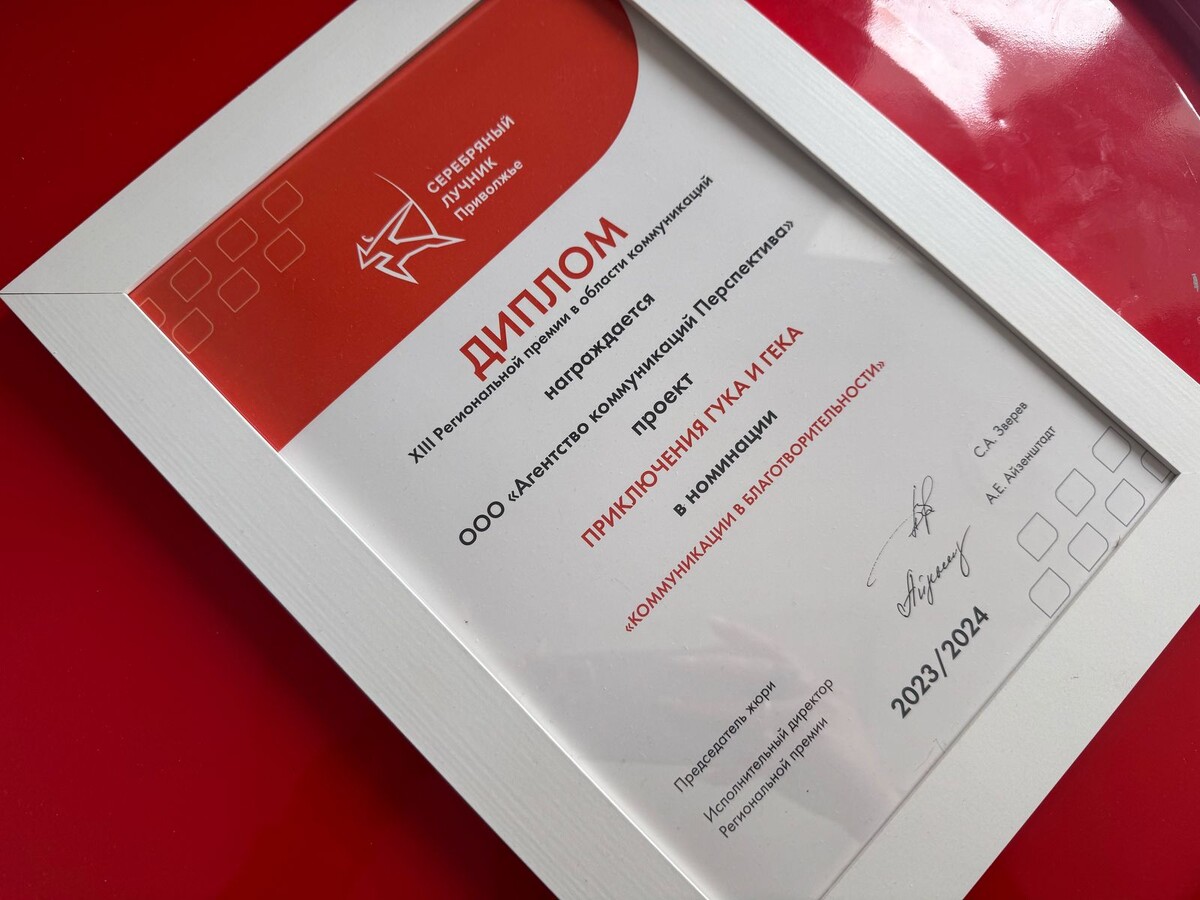 СЕРЕБРЯНЫЙ
ЛУЧНИК
Приволжье
ДИПЛОМ
XIII Региональной премии в области коммуникаций
награждается
ООО «Агентство коммуникаций Перспектива»
проект
ПРИКЛЮЧЕНИЯ ГУКА И ГЕКА
в номинации
«КОММУНИКАЦИИ В БЛАГОТВОРИТЕЛЬНОСТИ»
Председатель жюри
С.А. Зверев
Исполнительный директор
Региональной премии
А.Е. Айзенштадт
2023/2024